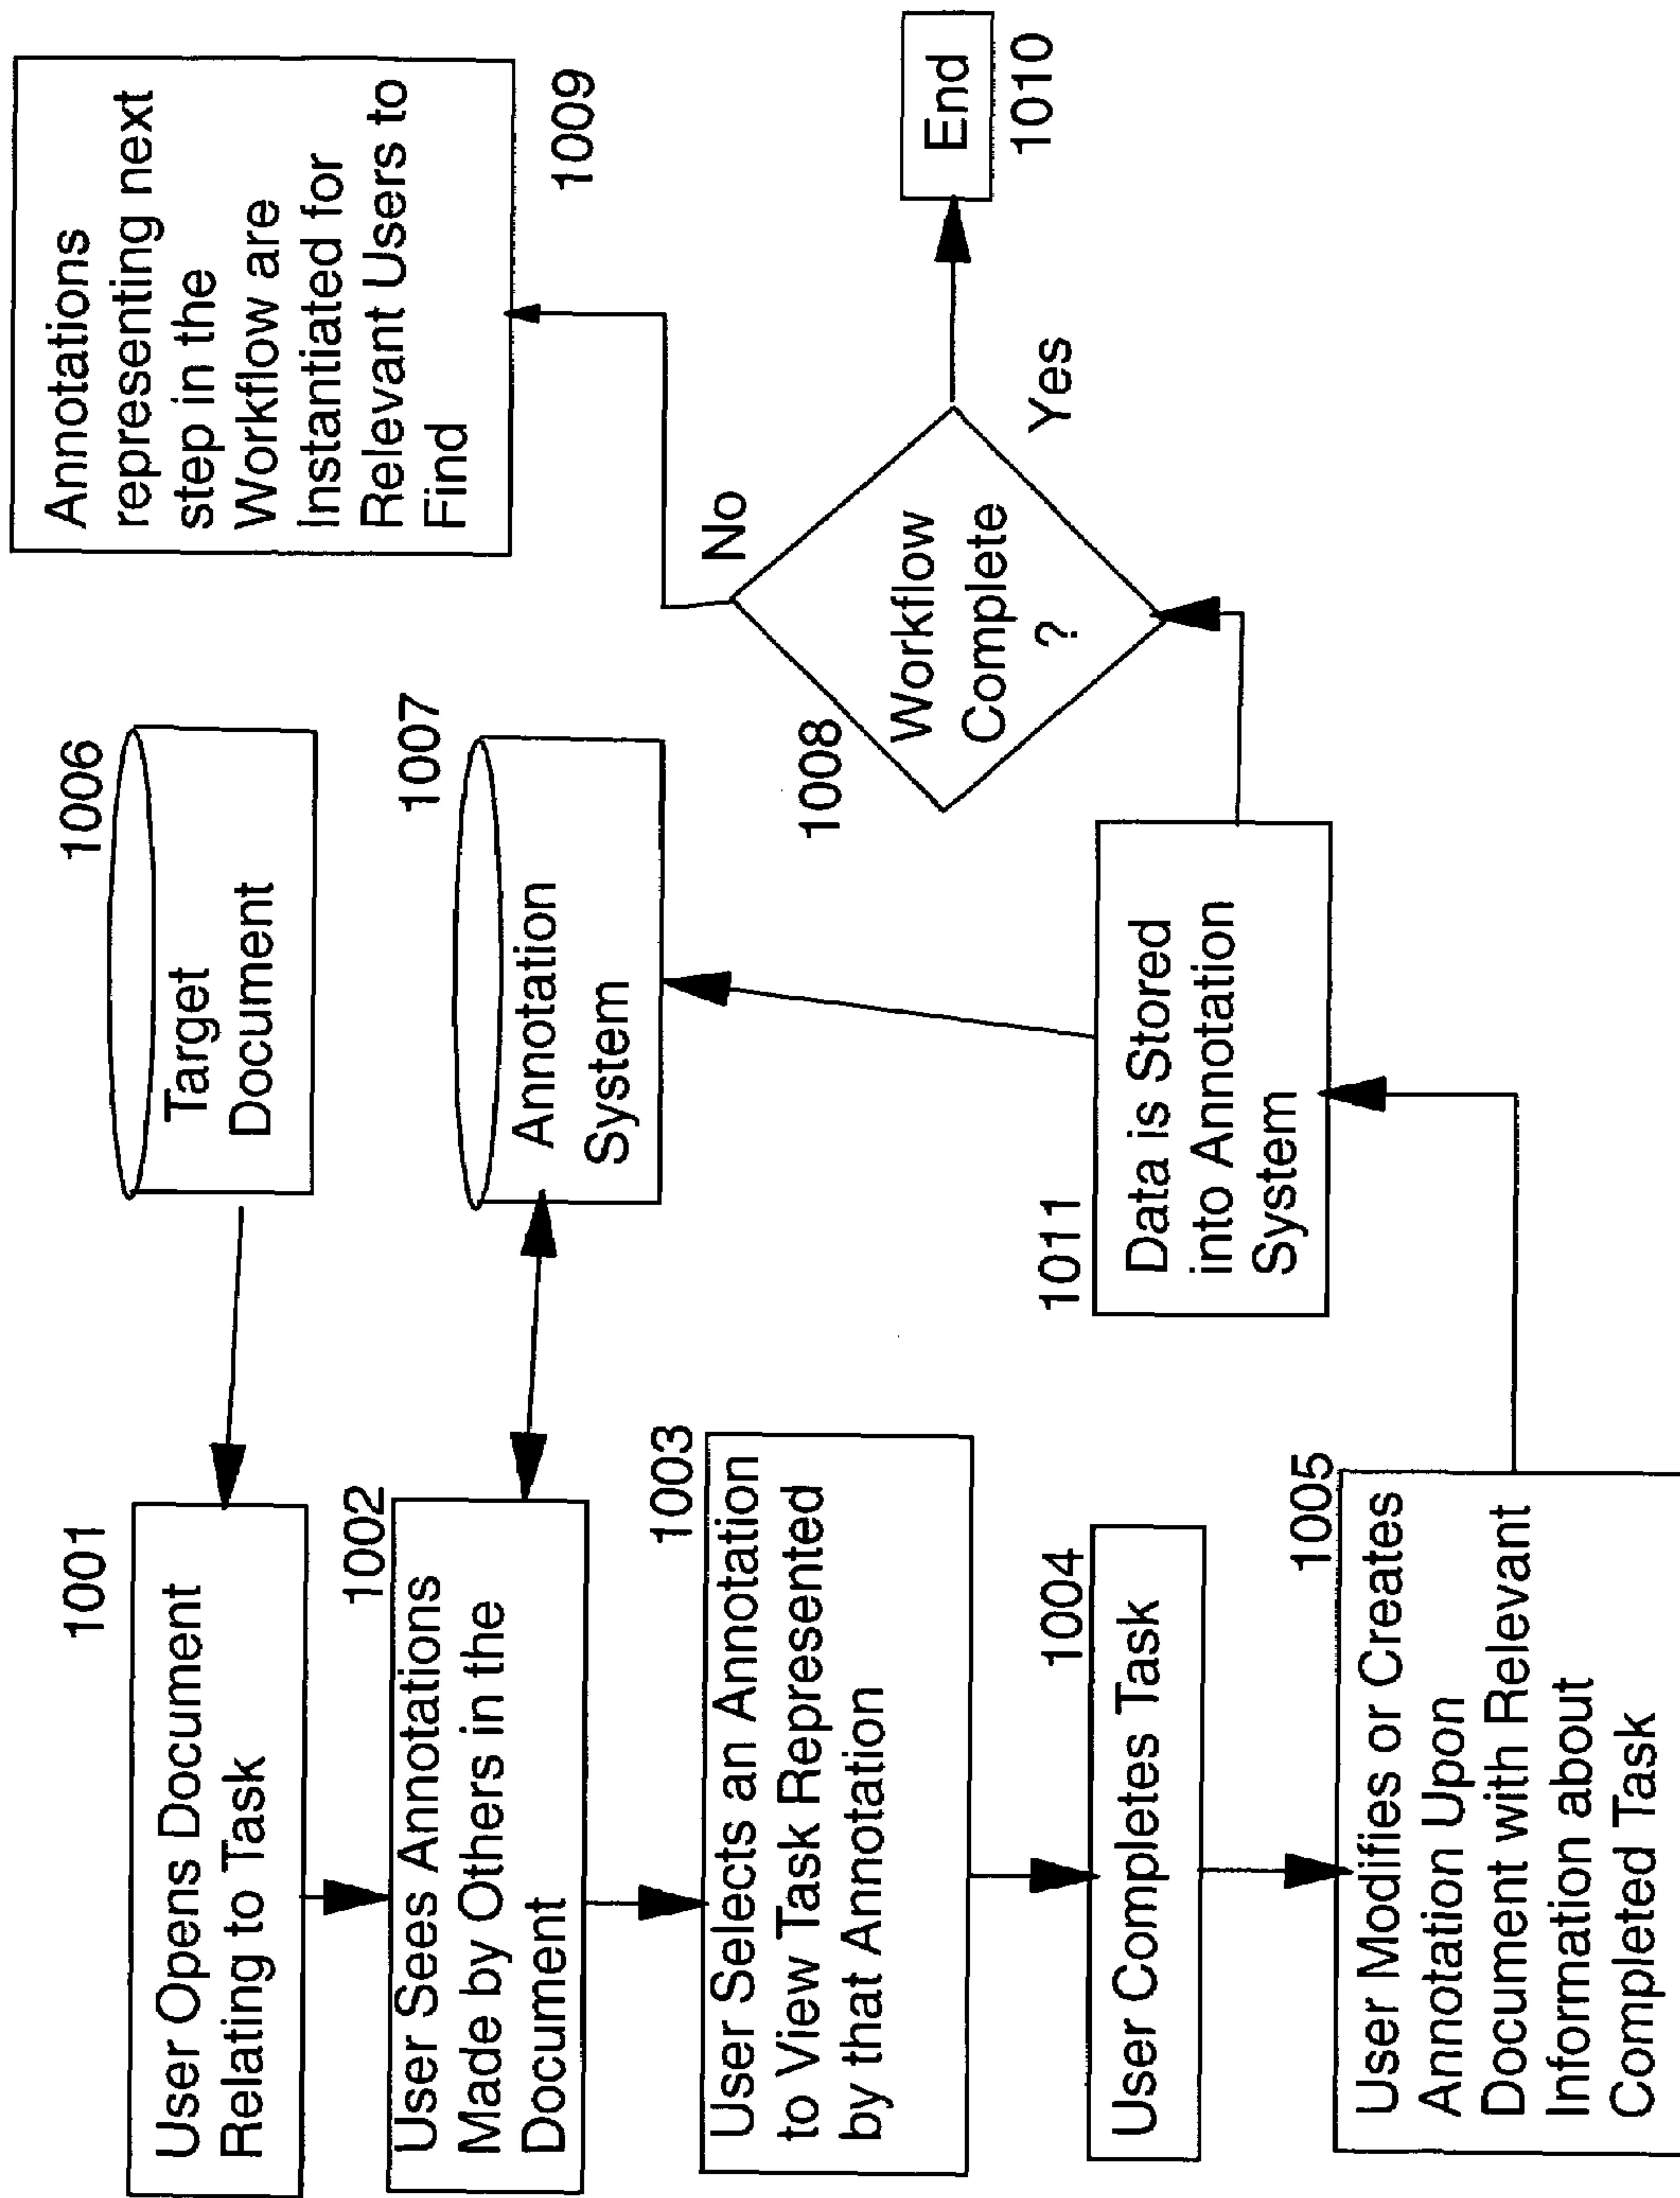 1001
User Opens Document
Relating to Task
1002
User Sees Annotations
Made by Others in the
Document
1003
User Selects an Annotation
to View Task Represented
by that Annotation
1004
User Completes Task
1005
User Modifies or Creates
Annotation Upon
Document with Relevant
Information about
Completed Task
1006
Target
Document
1007
Annotation
System
1011
Data is Stored
into Annotation
System
1008
Workflow
Complete
?
No
Yes
Annotations
representing next
step in the
Workflow are
Instantiated for
Relevant Users to
Find
1009
End
1010